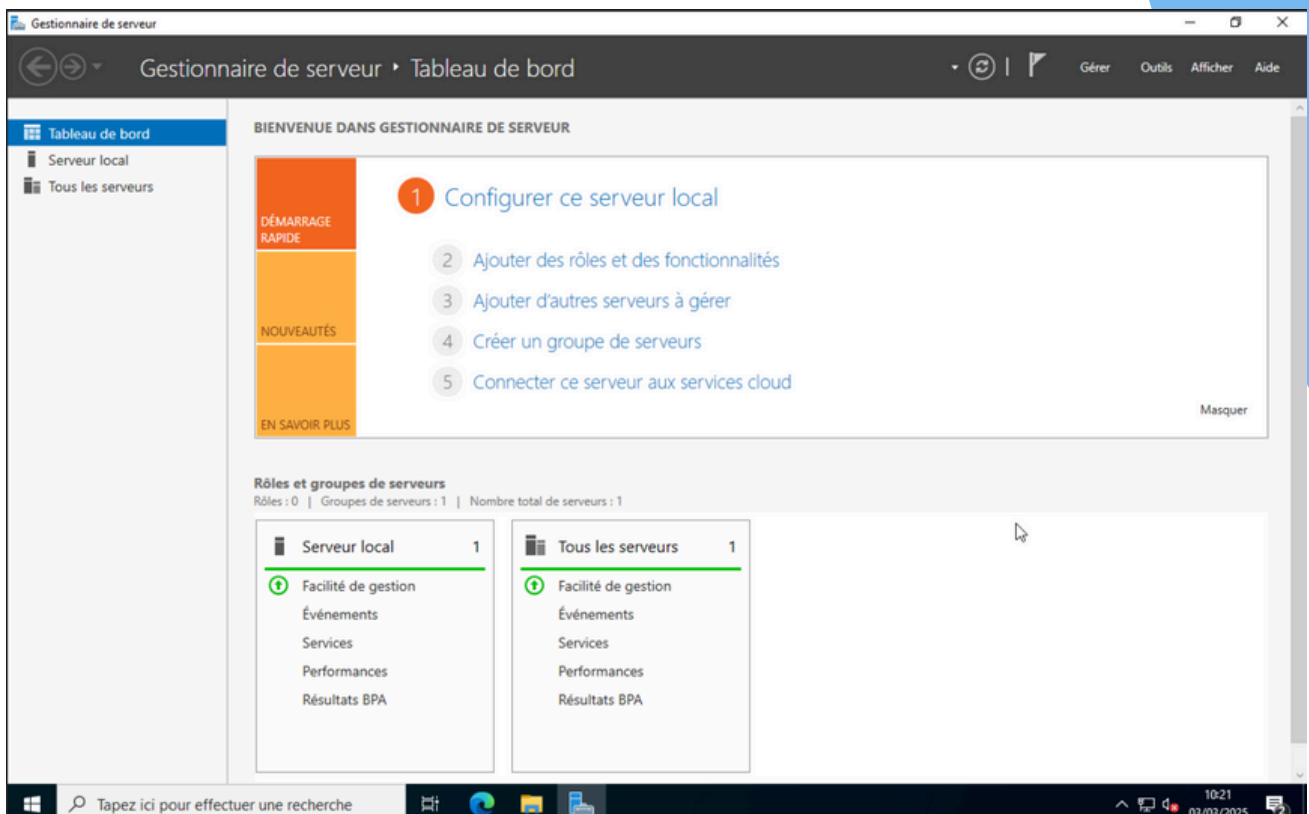 Gestionnaire de serveur
Gestionnaire de serveur ‣ Tableau de bord
Gérer Outils Afficher Aide
Tableau de bord
Serveur local
Tous les serveurs
BIENVENUE DANS GESTIONNAIRE DE SERVEUR
DÉMARRAGE
RAPIDE
NOUVEAUTÉS
EN SAVOIR PLUS
1 Configurer ce serveur local
2 Ajouter des rôles et des fonctionnalités
3 Ajouter d’autres serveurs à gérer
4 Créer un groupe de serveurs
5 Connecter ce serveur aux services cloud
Masquer
Rôles et groupes de serveurs
Rôles : 0 | Groupes de serveurs : 1 | Nombre total de serveurs : 1
Serveur local 1
Facilité de gestion
Événements
Services
Performances
Résultats BPA
Tous les serveurs 1
Facilité de gestion
Événements
Services
Performances
Résultats BPA
Tapez ici pour effectuer une recherche
10:21
03/03/2025
2